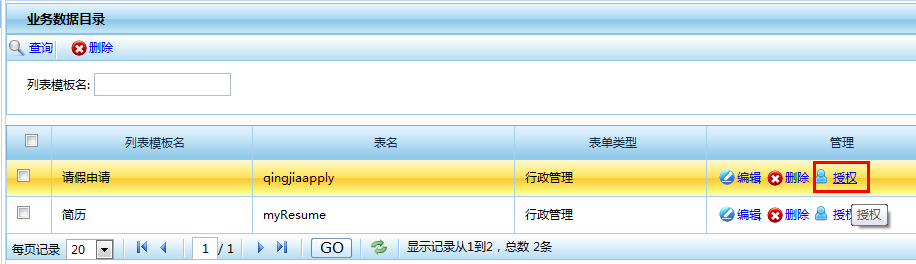 业务数据目录
查询 删除
列表模板名:
列表模板名 表名 表单类型 管理
请假申请 qingjiaapply 行政管理 编辑 删除 授权
简历 myResume 行政管理 编辑 删除 授权 授权
每页记录 20 1 / 1 GO 显示记录从1到2，总数 2条